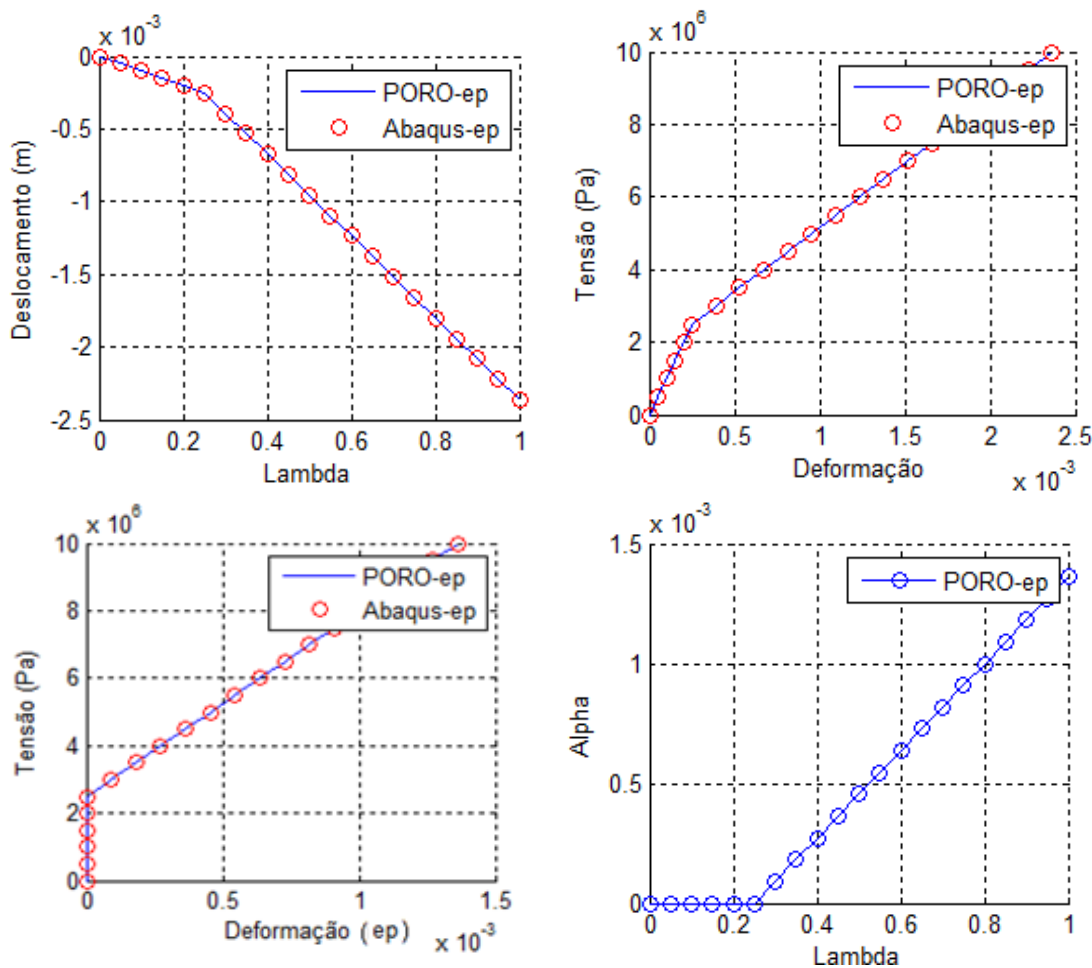 x 10⁻³
0
-0.5
-1
-1.5
-2
-2.5
Deslocamento (m)
PORO-ep
Abaqus-ep
0 0.2 0.4 0.6 0.8 1
Lambda
x 10⁶
10
8
6
4
2
0
Tensão (Pa)
PORO-ep
Abaqus-ep
0 0.5 1 1.5 2 2.5
Deformação
x 10⁻³
x 10⁶
10
8
6
4
2
0
Tensão (Pa)
PORO-ep
Abaqus-ep
0 0.5 1 1.5
Deformação ( ep )
x 10⁻³
x 10⁻³
1.5
1
0.5
0
Alpha
PORO-ep
0 0.2 0.4 0.6 0.8 1
Lambda